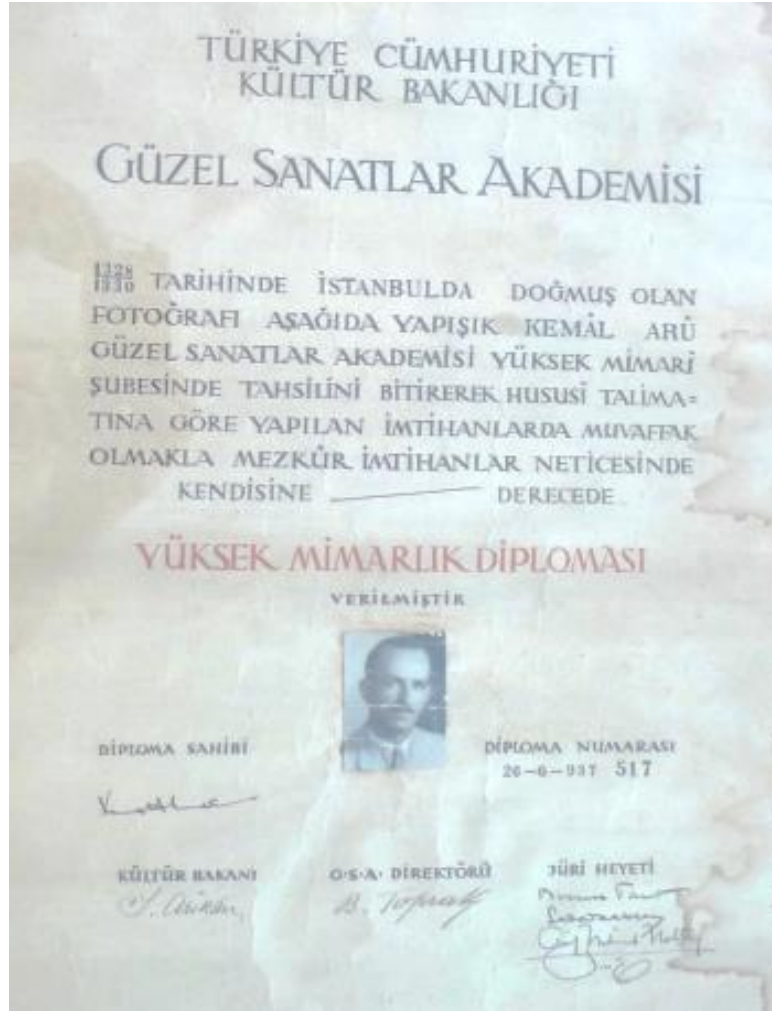 TÜRKİYE CÜMHURİYETİ
KÜLTÜR BAKANLIĞI
GÜZEL SANATLAR AKADEMİSİ
TARİHİNDE İSTANBULDA DOĞMUŞ OLAN
FOTOĞRAFI AŞAĞIDA YAPIŞIK KEMÂL ARÛ
GÜZEL SANATLAR AKADEMİSİ YÜKSEK MİMARÎ
ŞUBESİNDE TAHSİLİNİ BİTİREREK HUSUSÎ TALİMA=
TINA GÖRE YAPILAN İMTİHANLARDA MUVAFFAK
OLMAKLA MEZKÛR İMTİHANLAR NETİCESİNDE
KENDİSİNE DERECEDE
YÜKSEK MİMARLIK DİPLOMASI
VERİLMİŞTİR
DİPLOMA SAHİBİ
DİPLOMA NUMARASI
26-6-937 517
KÜLTÜR BAKANI
S. Arıkan
G·S·A· DİREKTÖRÜ
B. Toprak
JÜRİ HEYETİ